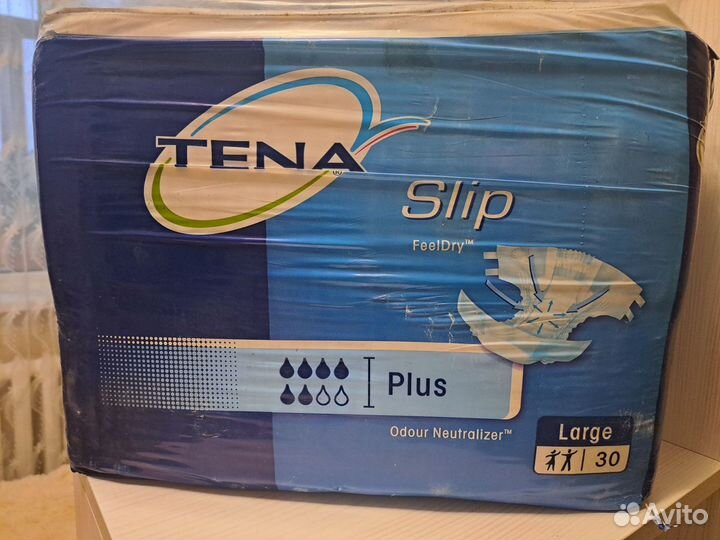 TENA
Slip
FeelDry™
Plus
Odour Neutralizer™
Large
30
Avito